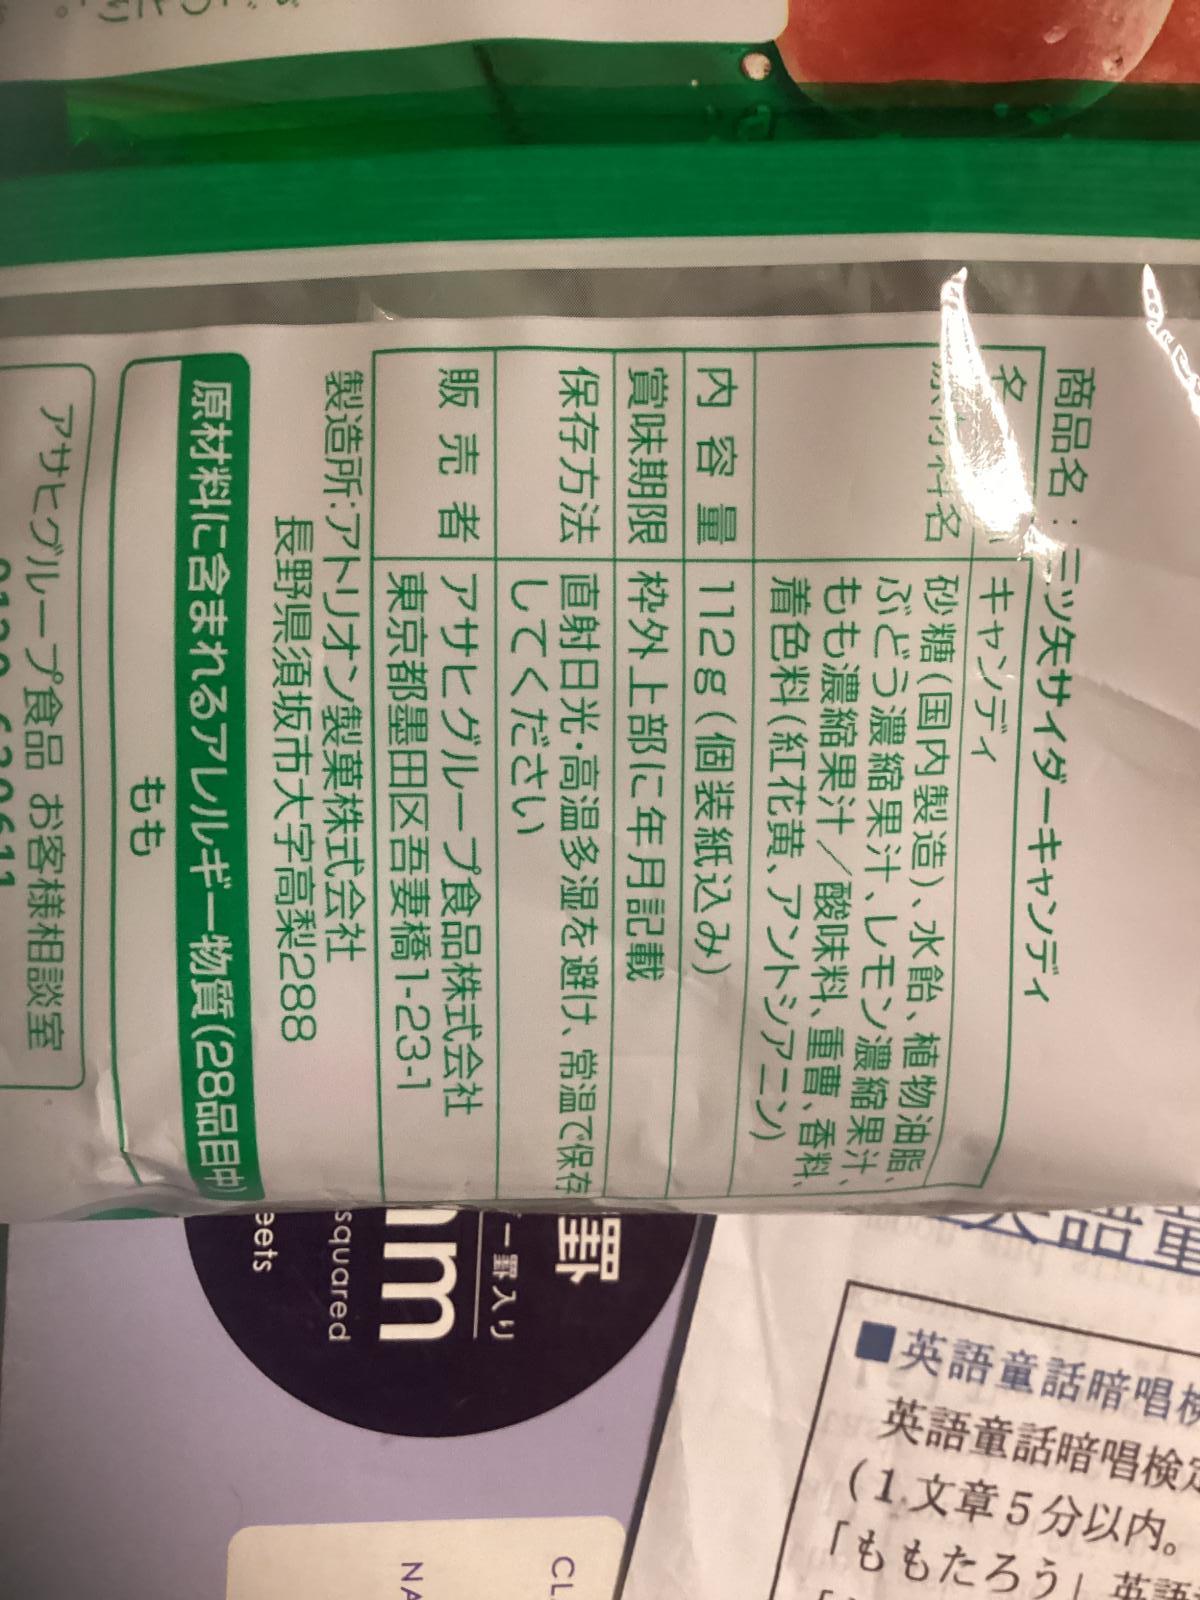 商品名：三ツ矢サイダーキャンディ
名 キャンディ
原材料名 砂糖(国内製造)、水飴、植物油脂、
ぶどう濃縮果汁、レモン濃縮果汁、
もも濃縮果汁／酸味料、重曹、香料、
着色料(紅花黄、アントシアニン)
内容量 112g(個装紙込み)
賞味期限 枠外上部に年月記載
保存方法 直射日光・高温多湿を避け、常温で保存
してください
販売者 アサヒグループ食品株式会社
東京都墨田区吾妻橋1-23-1
製造所：アトリオン製菓株式会社
長野県須坂市大字高梨288
原材料に含まれるアレルギー物質(28品目中)
もも
アサヒグループ食品 お客様相談室
罫
ー罫入り
mm
squared
eets
CL
NA
英語童
■英語童話暗唱検
英語童話暗唱検定
(1文章5分以内。
「ももたろう」英語